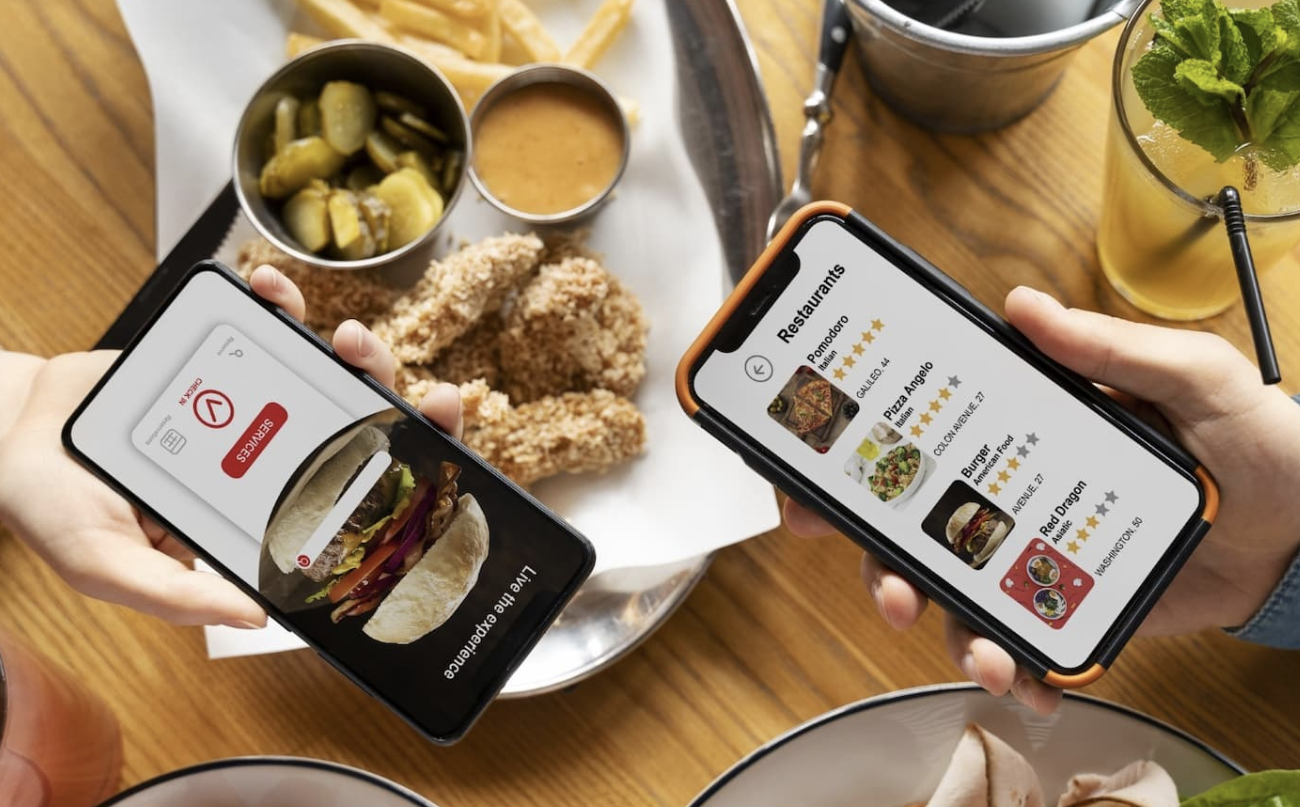 Live the experience
SERVICES
CHECK IN
Reservations
Restaurants
Pomodoro
Italian
GALILEO, 44
Pizza Angelo
Italian
COLON AVENUE, 27
Burger
American Food
AVENUE, 27
Red Dragon
Asiatic
WASHINGTON, 50